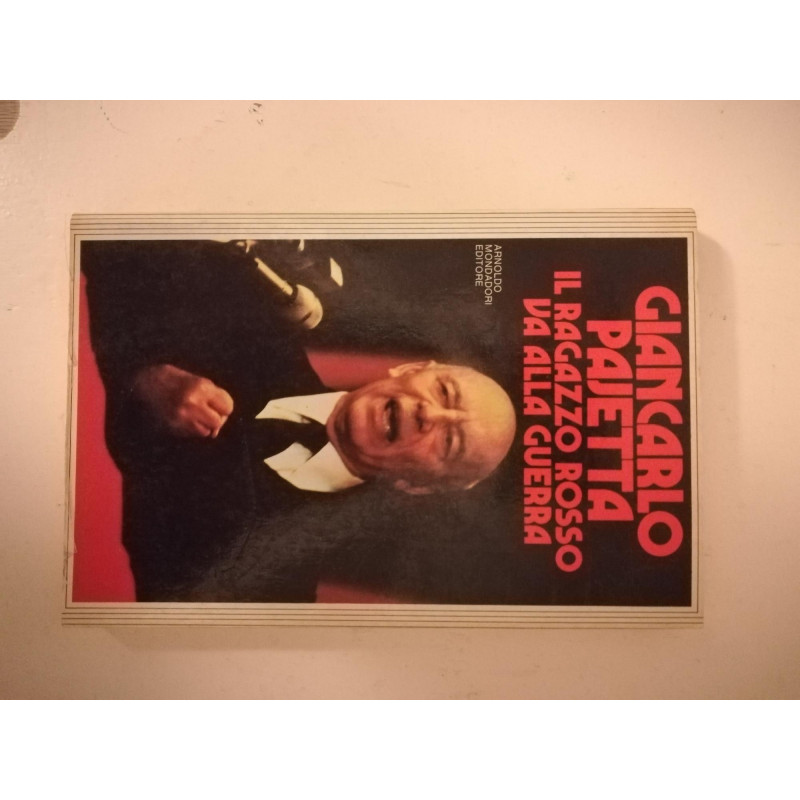 GIANCARLO
PAJETTA
IL RAGAZZO ROSSO
VA ALLA GUERRA
ARNOLDO
MONDADORI
EDITORE